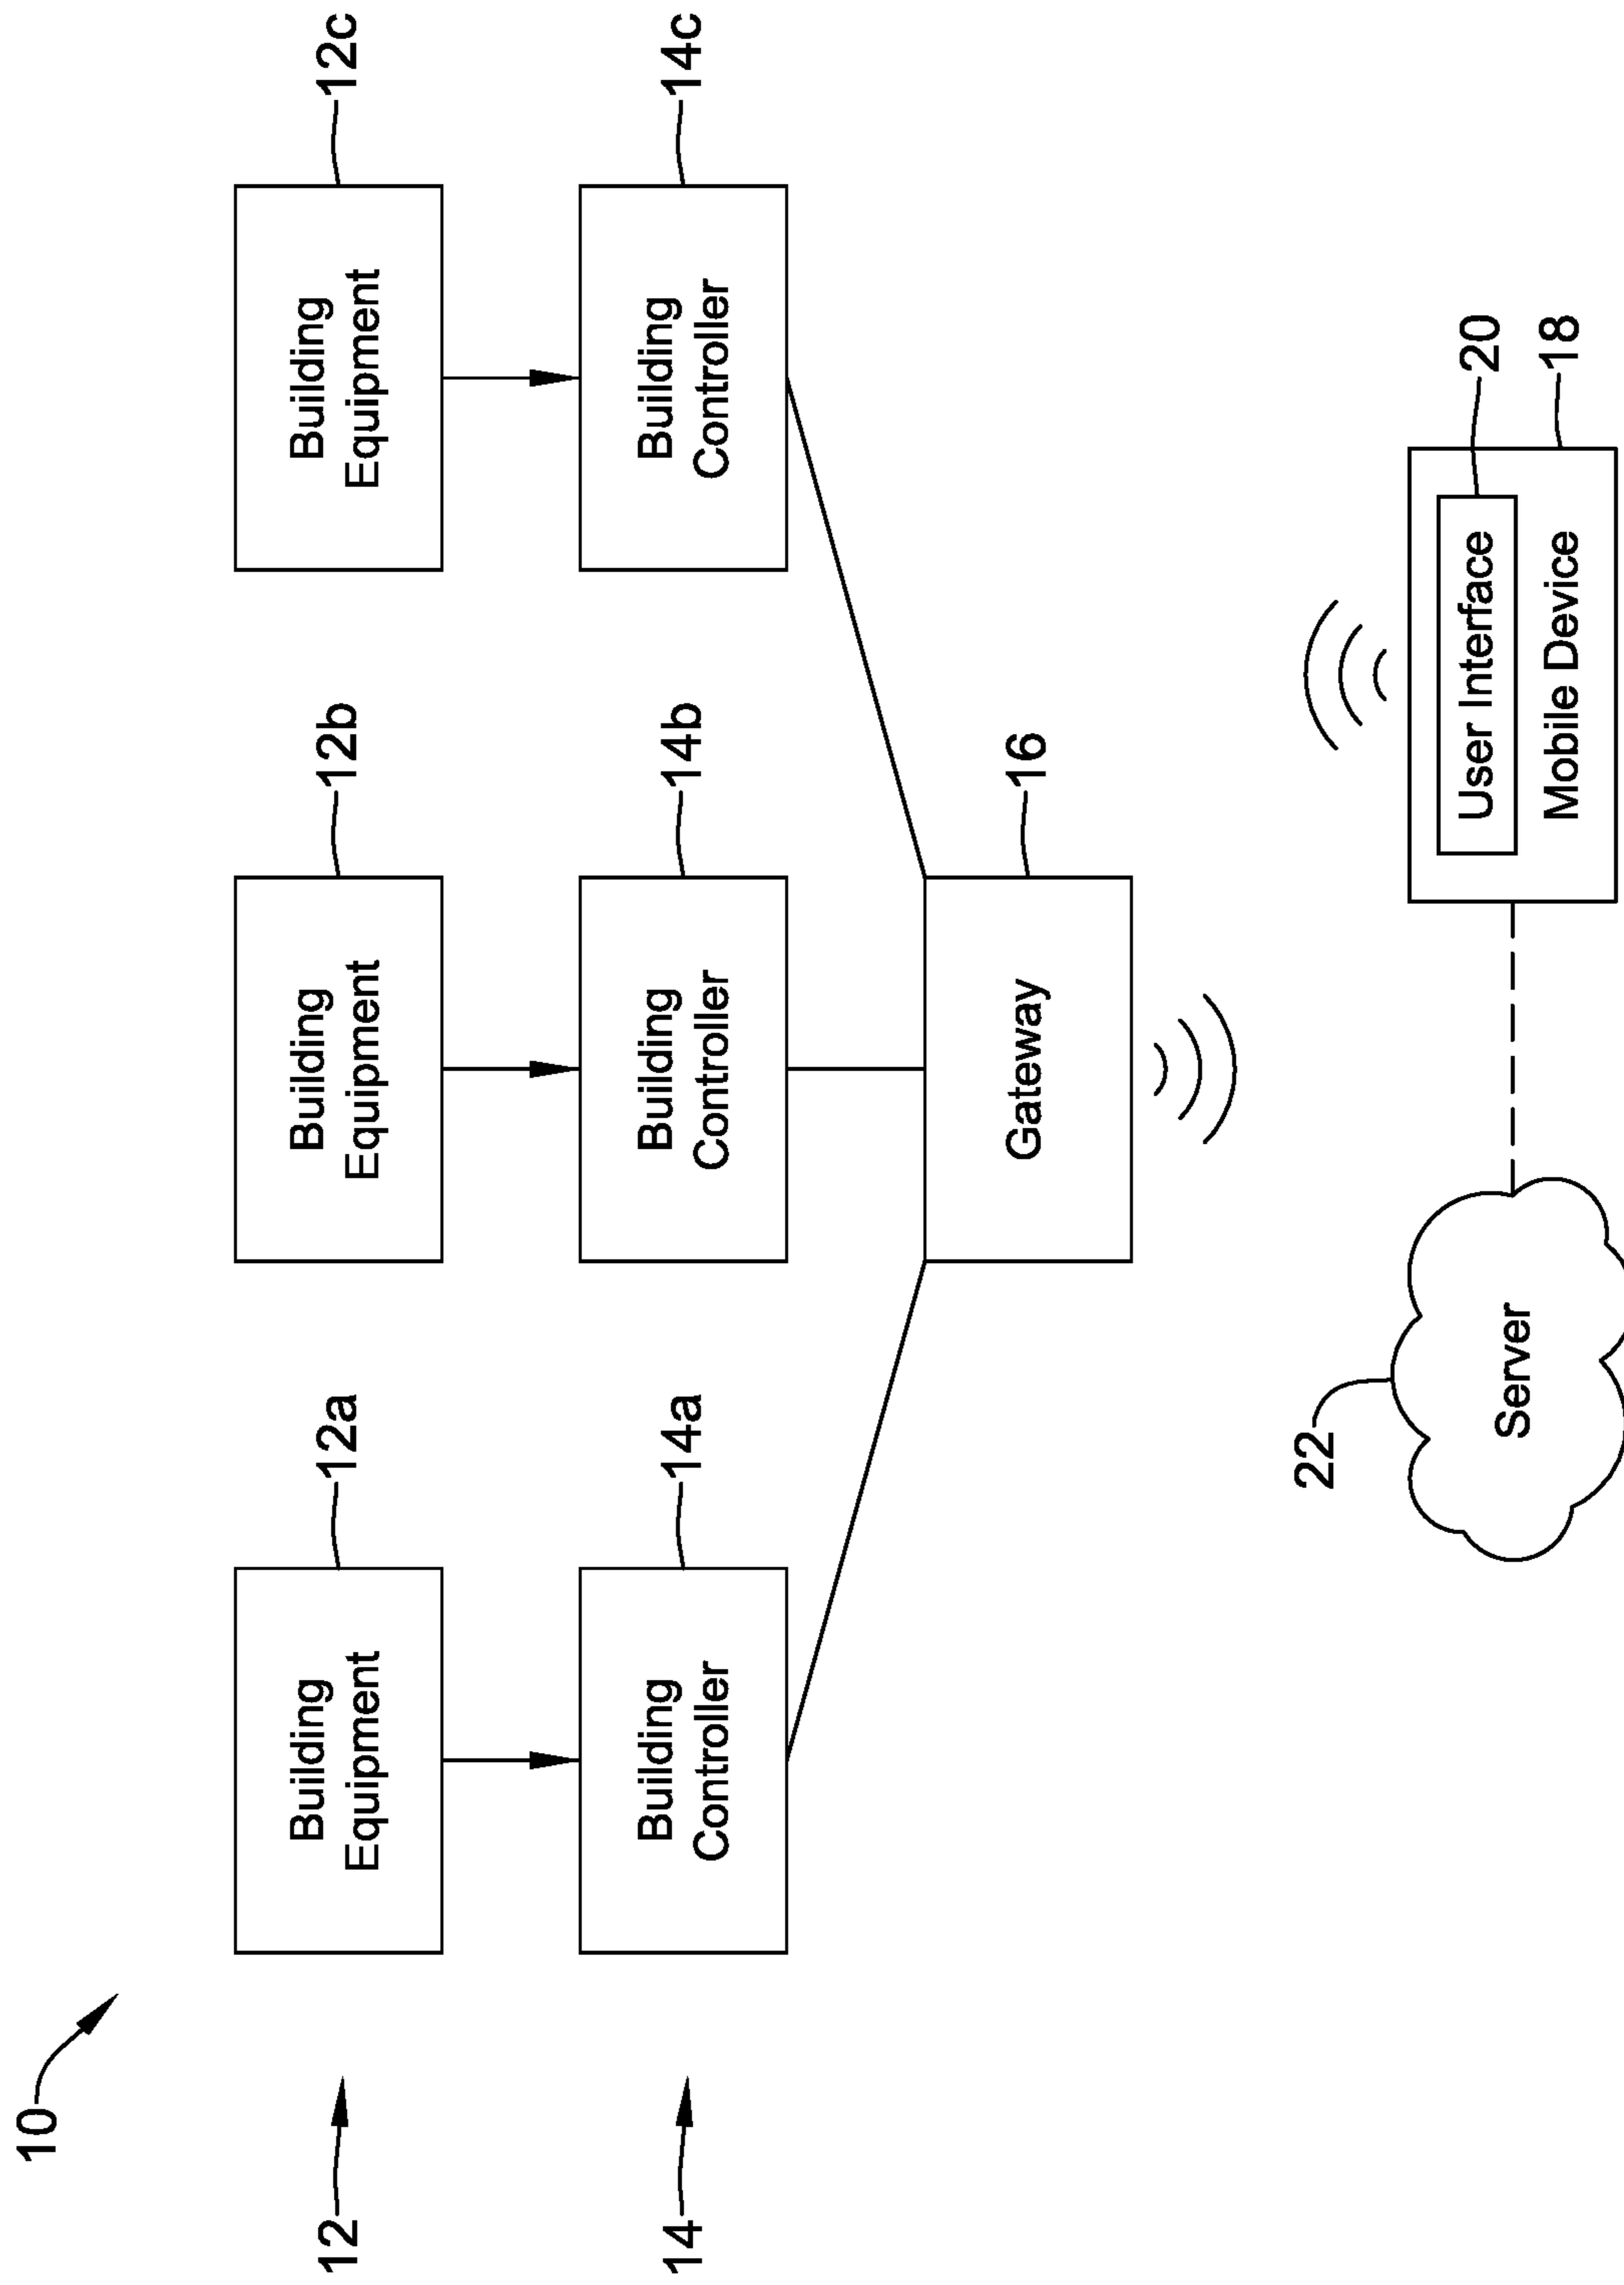 10
12
12a
12b
12c
Building
Equipment
Building
Equipment
Building
Equipment
14
14a
14b
14c
Building
Controller
Building
Controller
Building
Controller
16
Gateway
22
Server
20
User Interface
18
Mobile Device